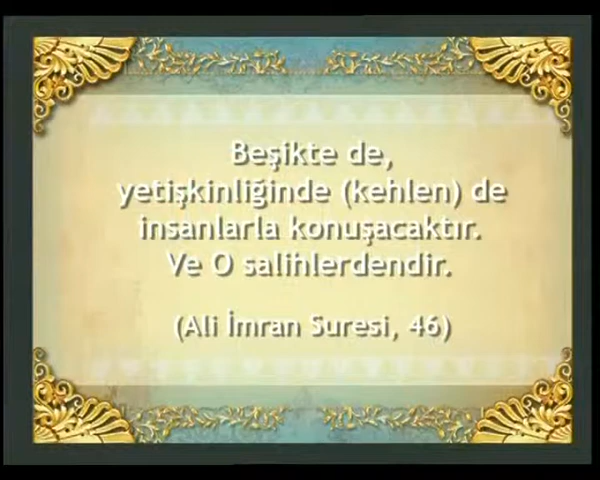 Beşikte de,
yetişkinliğinde (kehlen) de
insanlarla konuşacaktır.
Ve O salihlerdendir.
(Ali İmran Suresi, 46)